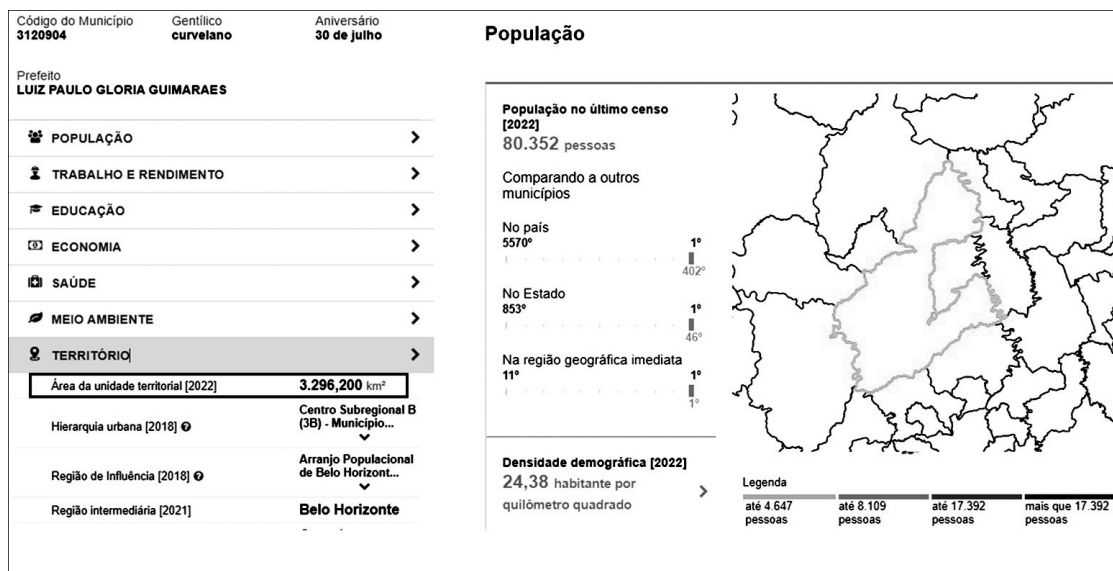 Código do Município
3120904
Gentílico
curvelano
Aniversário
30 de julho
Prefeito
LUIZ PAULO GLORIA GUIMARAES
POPULAÇÃO
TRABALHO E RENDIMENTO
EDUCAÇÃO
ECONOMIA
SAÚDE
MEIO AMBIENTE
TERRITÓRIO
Área da unidade territorial [2022] 3.296,200 km²
Hierarquia urbana [2018]
Centro Subregional B
(3B) - Município...
Região de Influência [2018]
Arranjo Populacional
de Belo Horizont...
Região intermediária [2021] Belo Horizonte
População
População no último censo
[2022]
80.352 pessoas
Comparando a outros
municípios
No país
5570º 1º
402º
No Estado
853º 1º
46º
Na região geográfica imediata
11º 1º
1º
Densidade demográfica [2022]
24,38 habitante por
quilômetro quadrado
Legenda
até 4.647
pessoas
até 8.109
pessoas
até 17.392
pessoas
mais que 17.392
pessoas